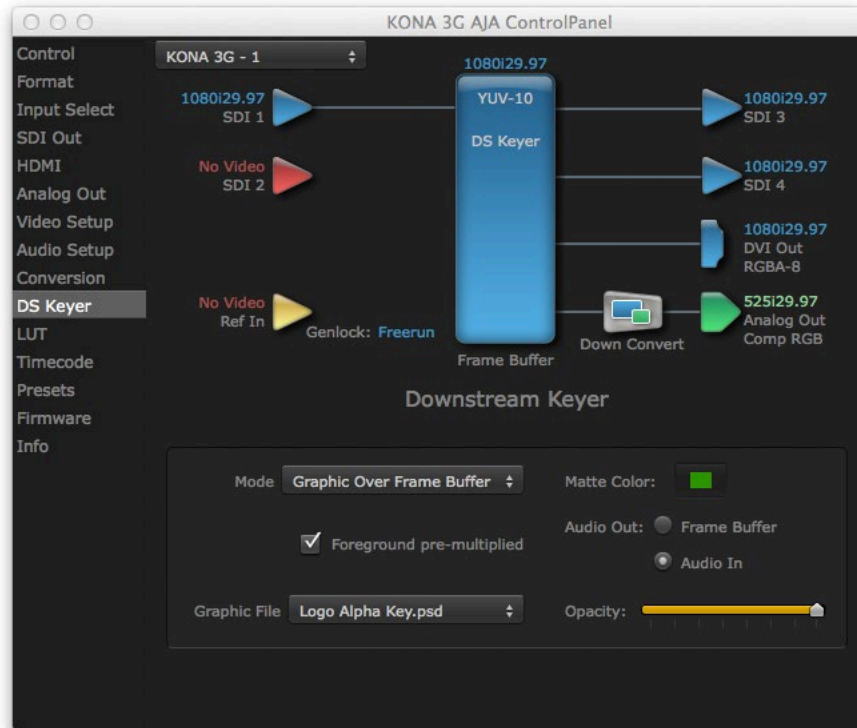 KONA 3G AJA ControlPanel
Control
Format
Input Select
SDI Out
HDMI
Analog Out
Video Setup
Audio Setup
Conversion
DS Keyer
LUT
Timecode
Presets
Firmware
Info
KONA 3G - 1
1080i29.97
SDI 1
No Video
SDI 2
No Video
Ref In
Genlock: Freerun
1080i29.97
YUV-10
DS Keyer
Frame Buffer
Down Convert
1080i29.97
SDI 3
1080i29.97
SDI 4
1080i29.97
DVI Out
RGBA-8
525i29.97
Analog Out
Comp RGB
Downstream Keyer
Mode Graphic Over Frame Buffer
Foreground pre-multiplied
Graphic File Logo Alpha Key.psd
Matte Color:
Audio Out: Frame Buffer
Audio In
Opacity: